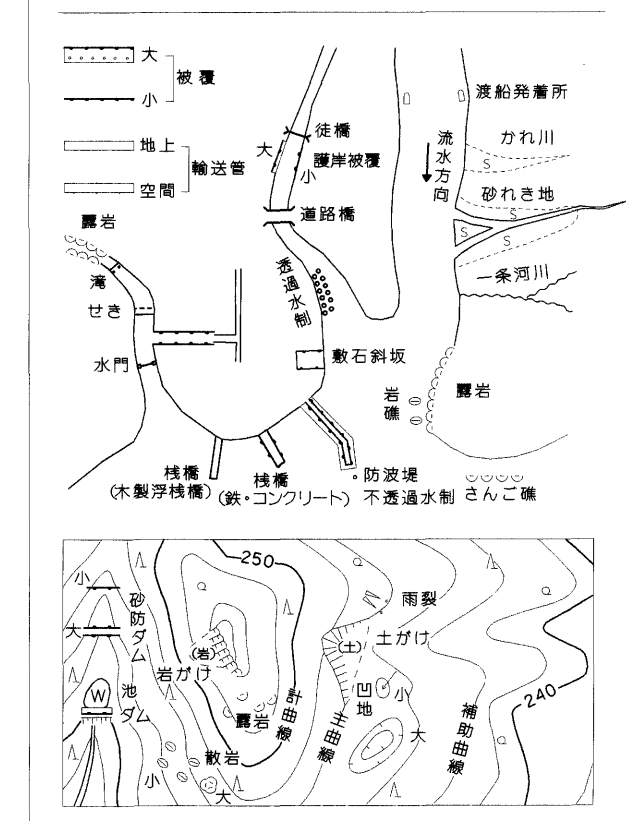 大
被覆
小
地上
輸送管
空間
徒橋
大
護岸被覆
小
道路橋
渡船発着所
流水方向
かれ川
S
砂れき地
S
S
S
一条河川
露岩
滝
せき
水門
透過水制
敷石斜坂
岩礁
露岩
桟橋
(木製浮桟橋)
桟橋
(鉄・コンクリート)
防波堤
不透過水制
さんご礁
250
小
砂防ダム
大
(岩)
岩がけ
池
W
ダム
露岩
計曲線
散岩
小
大
雨裂
(土)
土がけ
主曲線
凹地
小
大
補助曲線
240